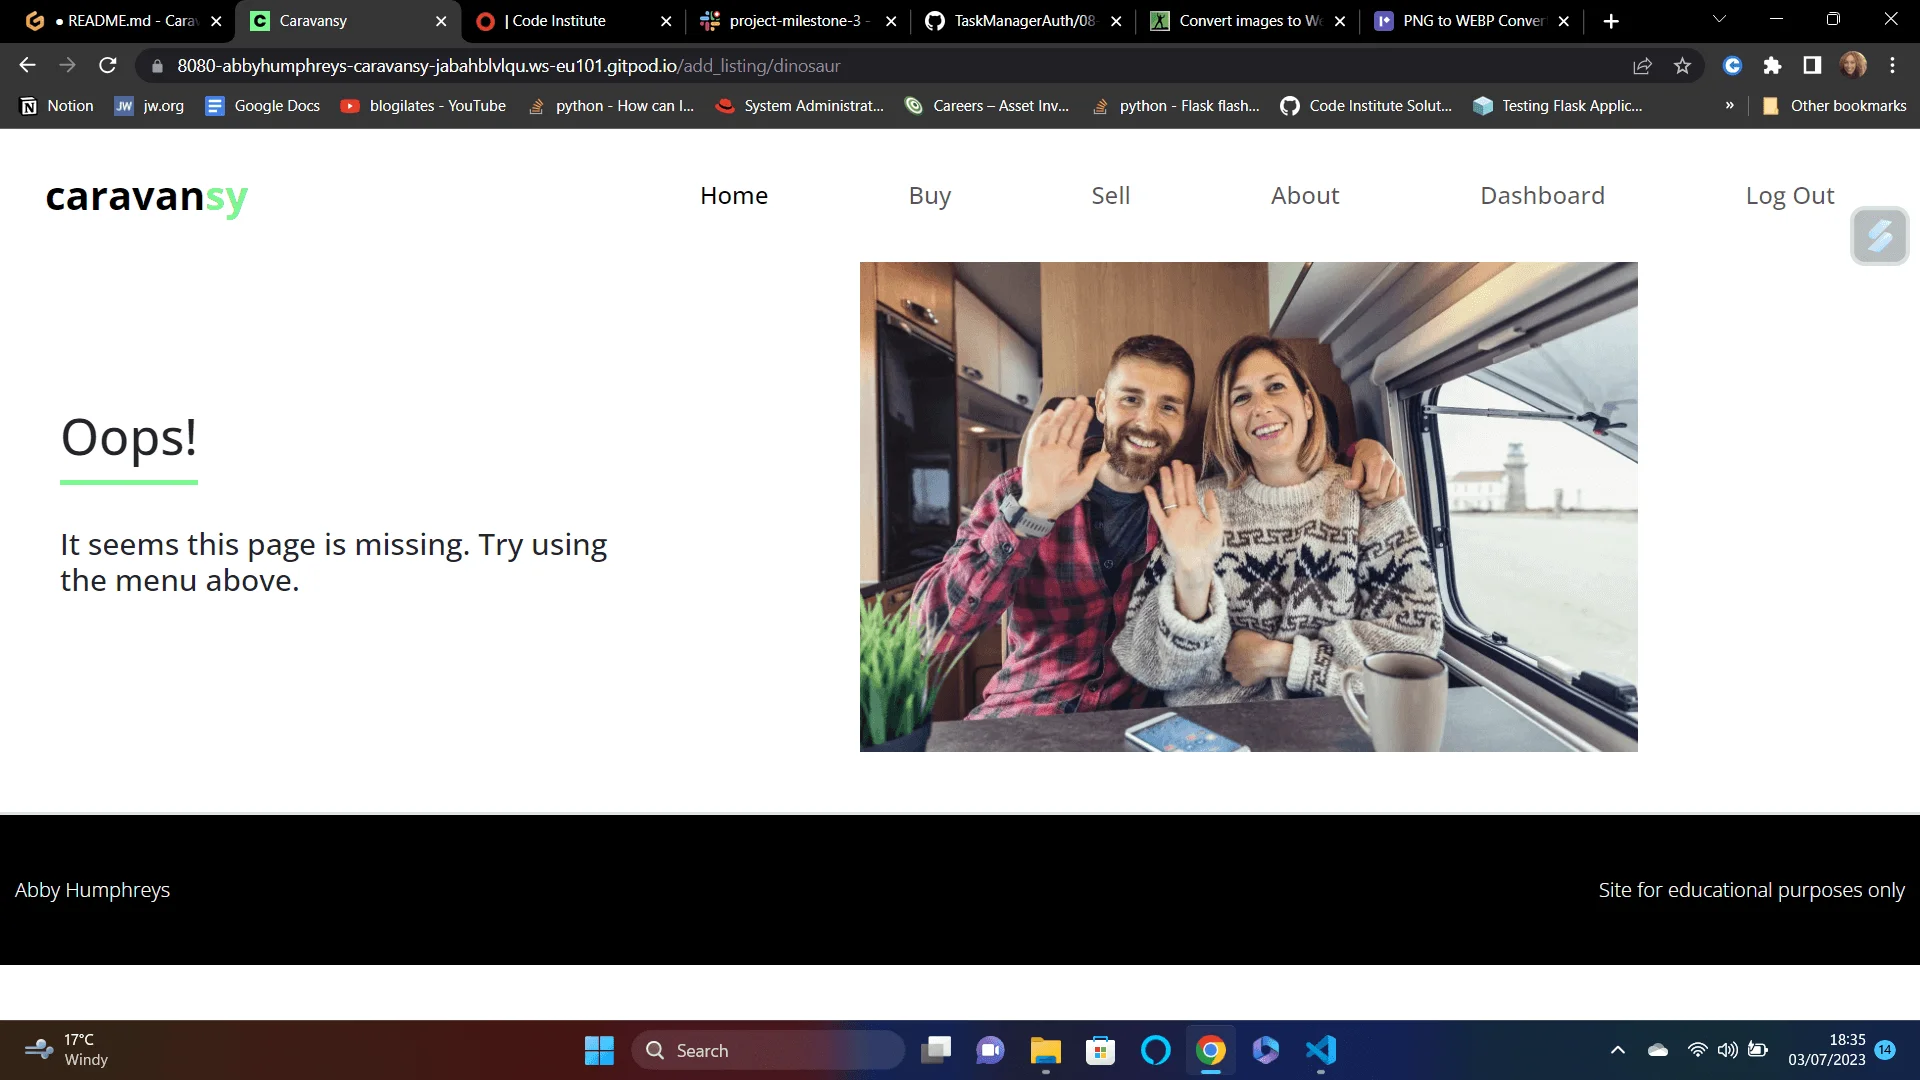 ● README.md - Carav
Caravansy
| Code Institute
project-milestone-3 -
TaskManagerAuth/08-
Convert images to We
PNG to WEBP Conver
8080-abbyhumphreys-caravansy-jabahblvlqu.ws-eu101.gitpod.io/add_listing/dinosaur
Notion
JW jw.org
Google Docs
blogilates - YouTube
python - How can I...
System Administrat...
Careers – Asset Inv...
python - Flask flash...
Code Institute Solut...
Testing Flask Applic...
»
Other bookmarks
caravansy
Home
Buy
Sell
About
Dashboard
Log Out
Oops!
It seems this page is missing. Try using
the menu above.
Abby Humphreys
Site for educational purposes only
17°C
Windy
Search
18:35
03/07/2023
14